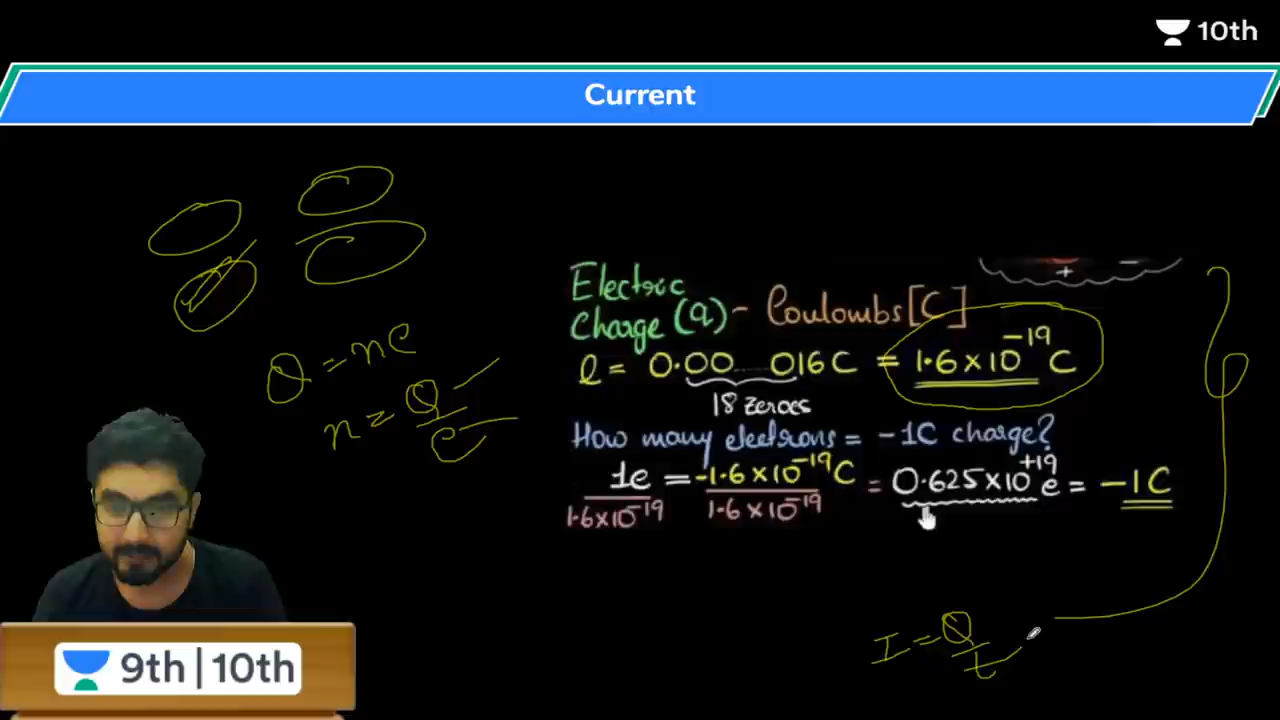 10th
Current
Q = ne
n = Q/e
Electric
Charge (q) - Coulombs [C]
e = 0.00...016C = 1.6×10⁻¹⁹ C
18 zeroes
How many electrons = -1C charge?
1e = -1.6×10⁻¹⁹C = 0.625×10⁺¹⁹ e = -1C
1.6×10⁻¹⁹ 1.6×10⁻¹⁹
+ −
I = Q/t
9th | 10th